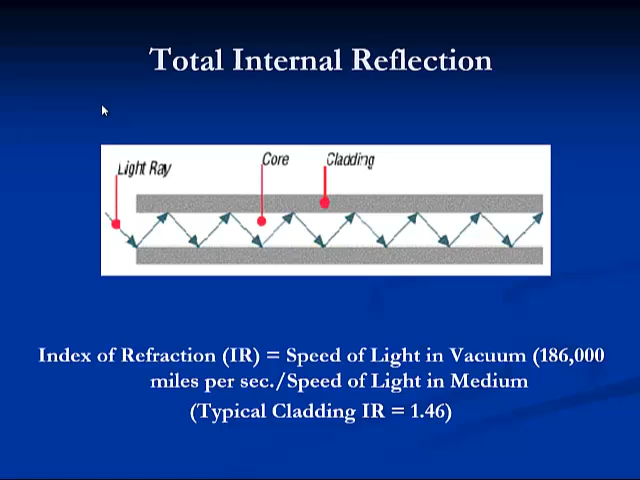 Total Internal Reflection
Light Ray
Core
Cladding
Index of Refraction (IR) = Speed of Light in Vacuum (186,000
miles per sec./Speed of Light in Medium
(Typical Cladding IR = 1.46)